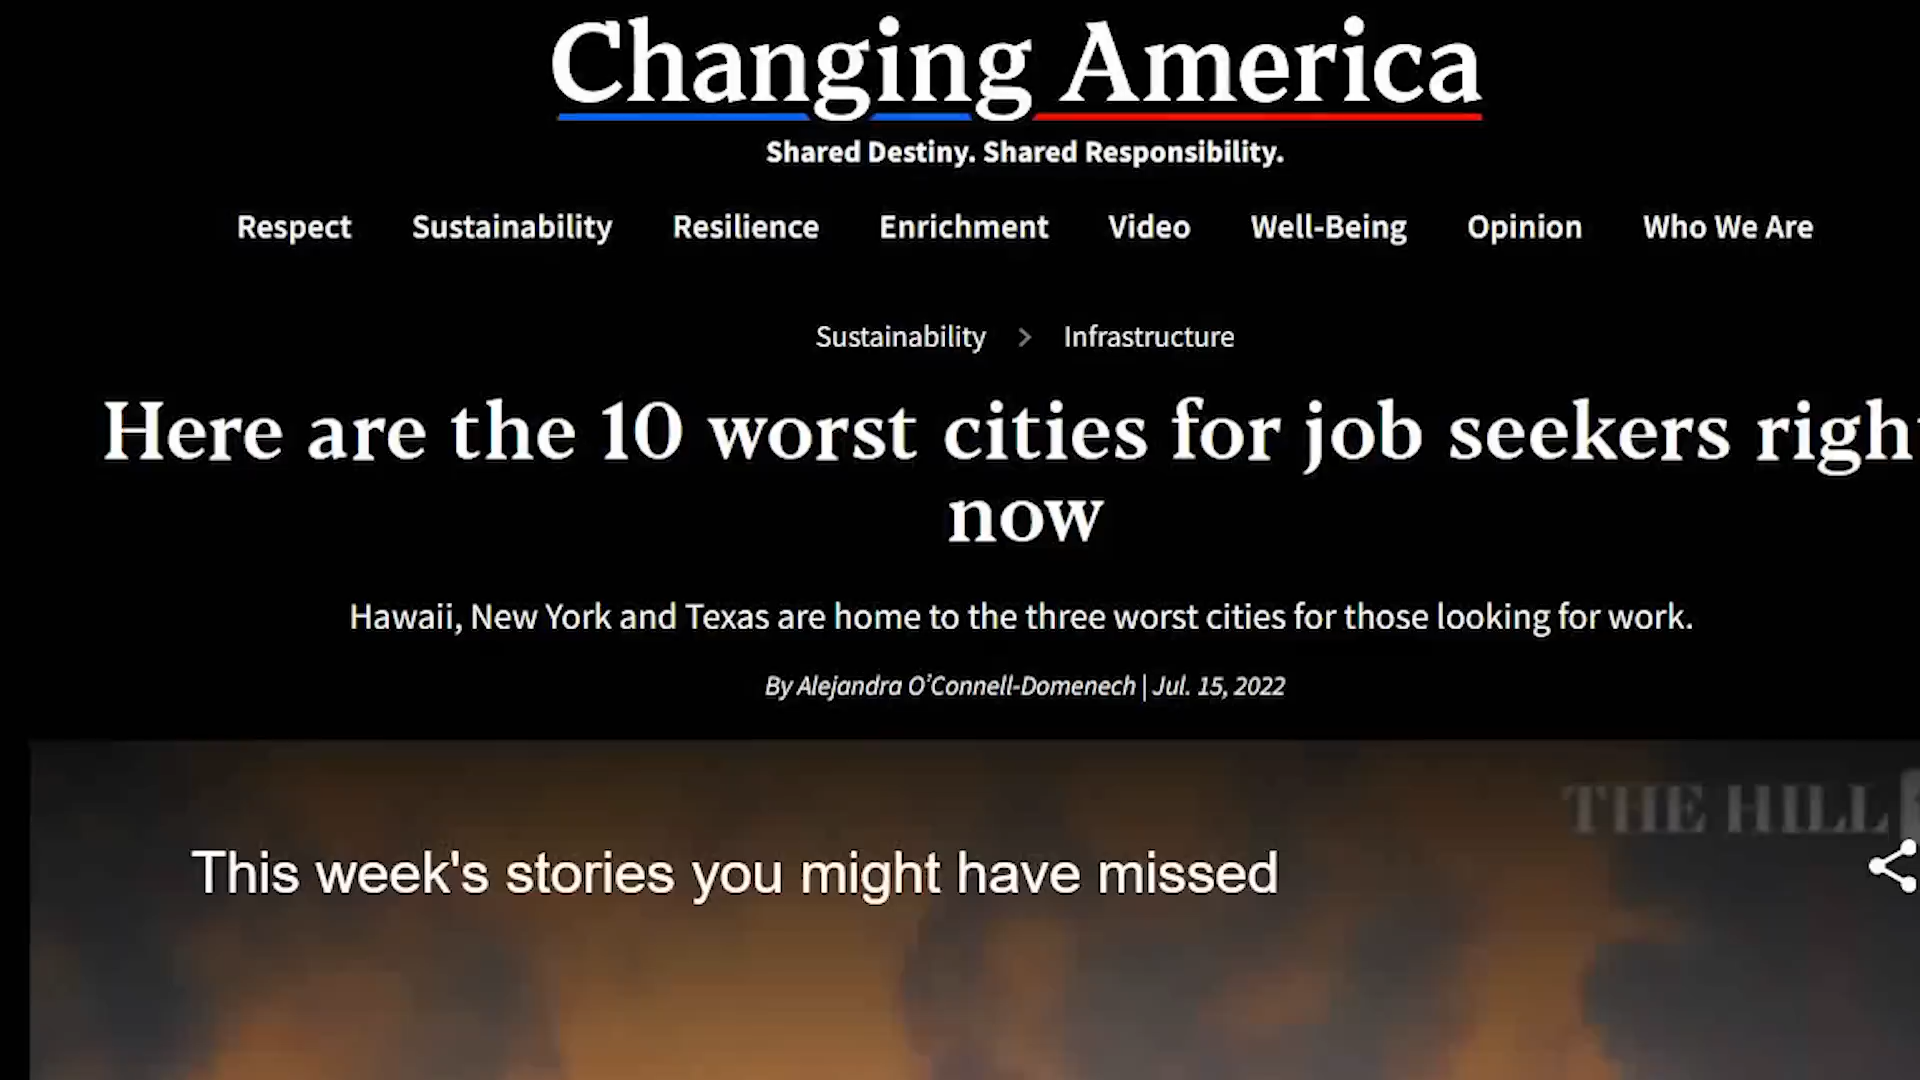 Changing America
Shared Destiny. Shared Responsibility.
Respect Sustainability Resilience Enrichment Video Well-Being Opinion Who We Are
Sustainability > Infrastructure
Here are the 10 worst cities for job seekers right
now
Hawaii, New York and Texas are home to the three worst cities for those looking for work.
By Alejandra O'Connell-Domenech | Jul. 15, 2022
THE HILL
This week's stories you might have missed